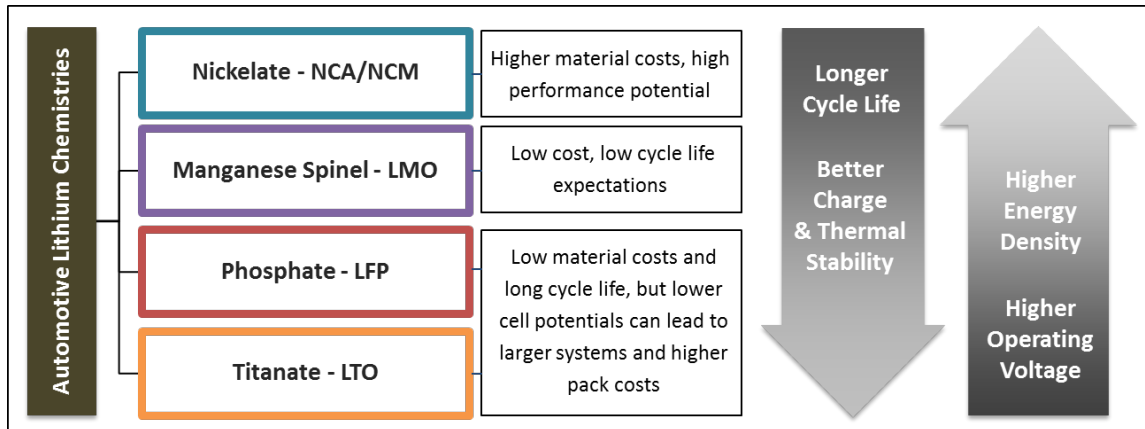 Automotive Lithium Chemistries
Nickelate - NCA/NCM
Higher material costs, high
performance potential
Manganese Spinel - LMO
Low cost, low cycle life
expectations
Phosphate - LFP
Titanate - LTO
Low material costs and
long cycle life, but lower
cell potentials can lead to
larger systems and higher
pack costs
Longer
Cycle Life
Better
Charge
& Thermal
Stability
Higher
Energy
Density
Higher
Operating
Voltage